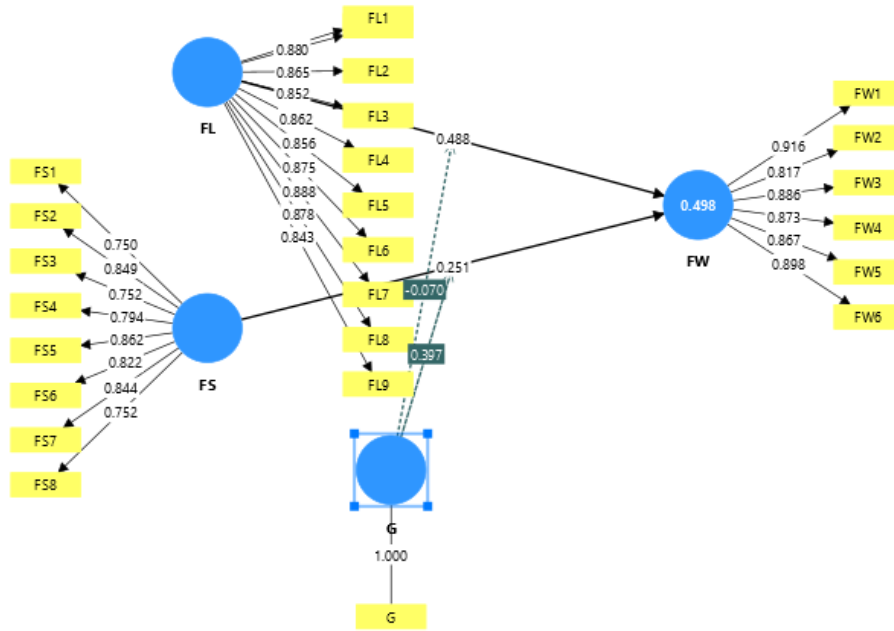 FL1
0.880
FL2
0.865
0.852
FL3
FL
0.862
FL4
0.856
0.875
FL5
0.888
0.878
FL6
0.843
FL7
FL8
FL9
0.488
0.251
-0.070
0.397
FS1
FS2
FS3
FS4
FS5
FS6
FS7
FS8
0.750
0.849
0.752
0.794
0.862
0.822
0.844
0.752
FS
FW1
FW2
FW3
FW4
FW5
FW6
0.916
0.817
0.886
0.873
0.867
0.898
0.498
FW
G
1.000
G